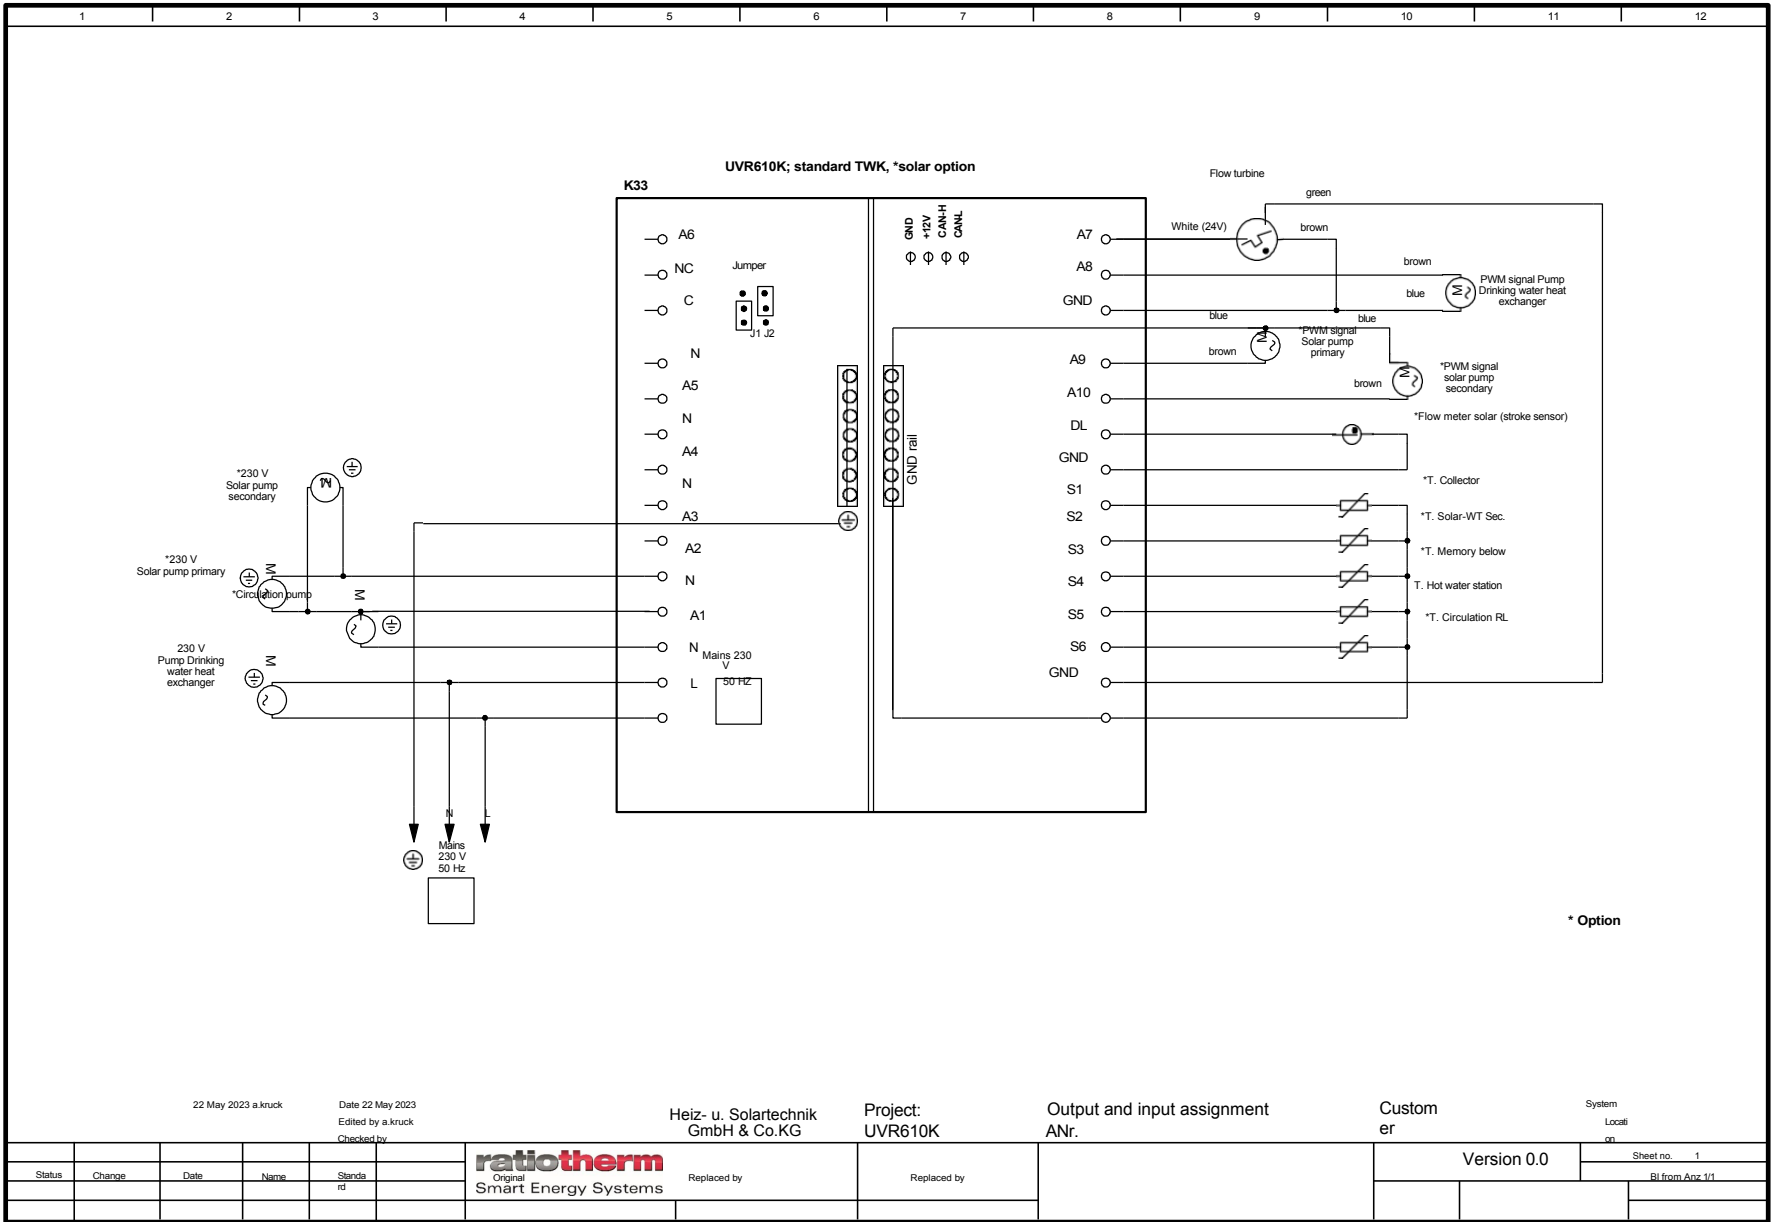 1 2 3 4 5 6 7 8 9 10 11 12
UVR610K; standard TWK, *solar option
K33
A6
NC
C
N
A5
N
A4
N
A3
A2
N
A1
N
L
Jumper
J1 J2
GND
+12V
CAN-H
CAN-L
GND rail
Mains 230
V
50 HZ
A7
A8
GND
A9
A10
DL
GND
S1
S2
S3
S4
S5
S6
GND
Flow turbine
green
White (24V)
brown
brown
blue
PWM signal Pump
Drinking water heat
exchanger
blue
blue
*PWM signal
Solar pump
primary
brown
*PWM signal
solar pump
secondary
brown
*Flow meter solar (stroke sensor)
*T. Collector
*T. Solar-WT Sec.
*T. Memory below
T. Hot water station
*T. Circulation RL
M
M
M
*230 V
Solar pump
secondary
M
*230 V
Solar pump primary
M
*Circulation pump
M
230 V
Pump Drinking
water heat
exchanger
M
N
L
Mains
230 V
50 Hz
* Option
22 May 2023 a.kruck
Date 22 May 2023
Edited by a.kruck
Checked by
Heiz- u. Solartechnik
GmbH & Co.KG
Project:
UVR610K
Output and input assignment
ANr.
Custom
er
System
Locati
on
Status
Change
Date
Name
Standa
rd
ratiotherm
Original
Smart Energy Systems
Replaced by
Replaced by
Version 0.0
Sheet no. 1
Bl from Anz 1/1